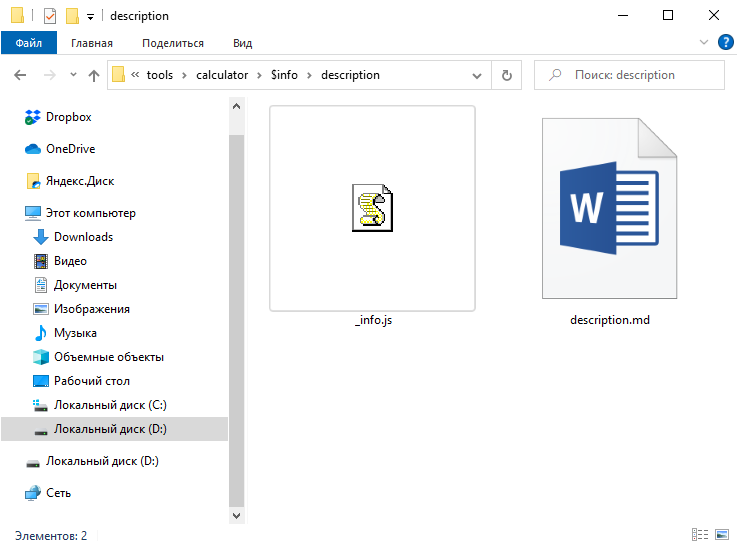 description
Файл Главная Поделиться Вид
« tools › calculator › $info › description
Поиск: description
Dropbox
OneDrive
Яндекс.Диск
Этот компьютер
Downloads
Видео
Документы
Изображения
Музыка
Объемные объекты
Рабочий стол
Локальный диск (C:)
Локальный диск (D:)
Локальный диск (D:)
Сеть
_info.js
W
description.md
Элементов: 2